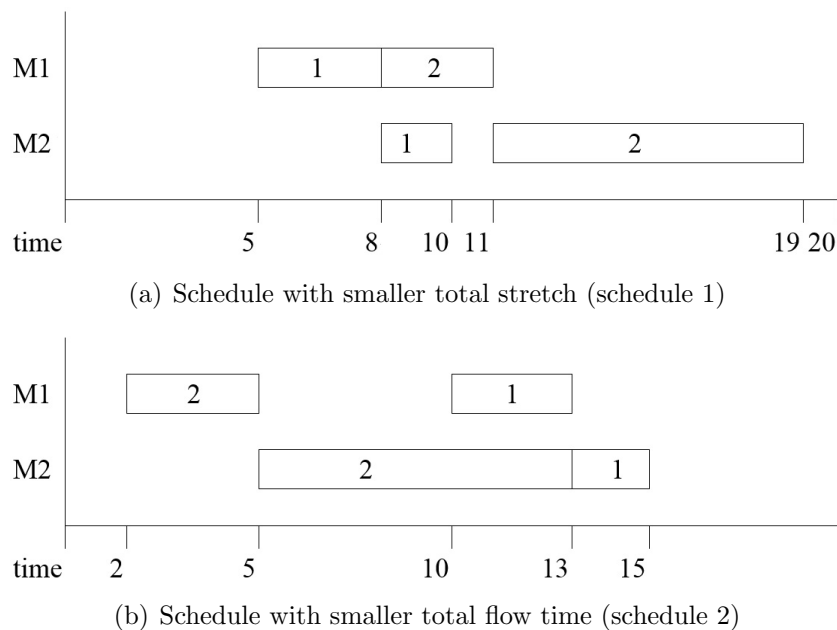 M1 1 2
M2 1 2
time 5 8 10 11 19 20
(a) Schedule with smaller total stretch (schedule 1)
M1 2 1
M2 2 1
time 2 5 10 13 15
(b) Schedule with smaller total flow time (schedule 2)